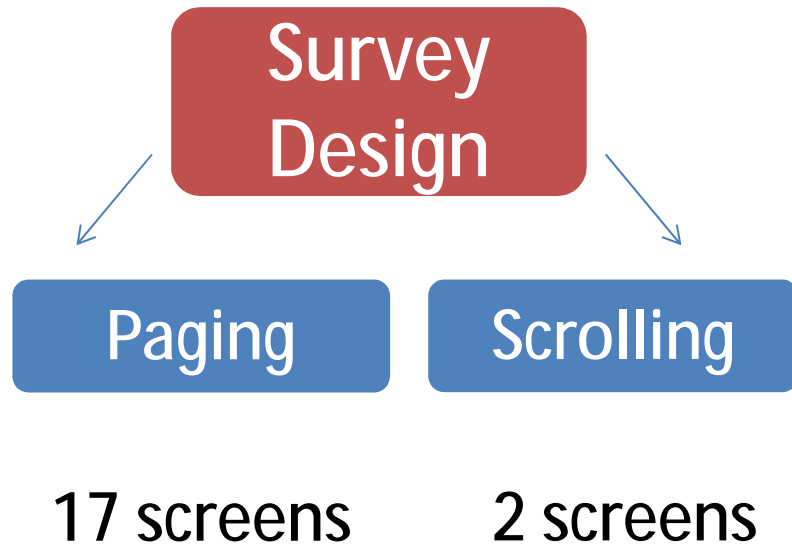 Survey
Design
Paging
Scrolling
17 screens
2 screens